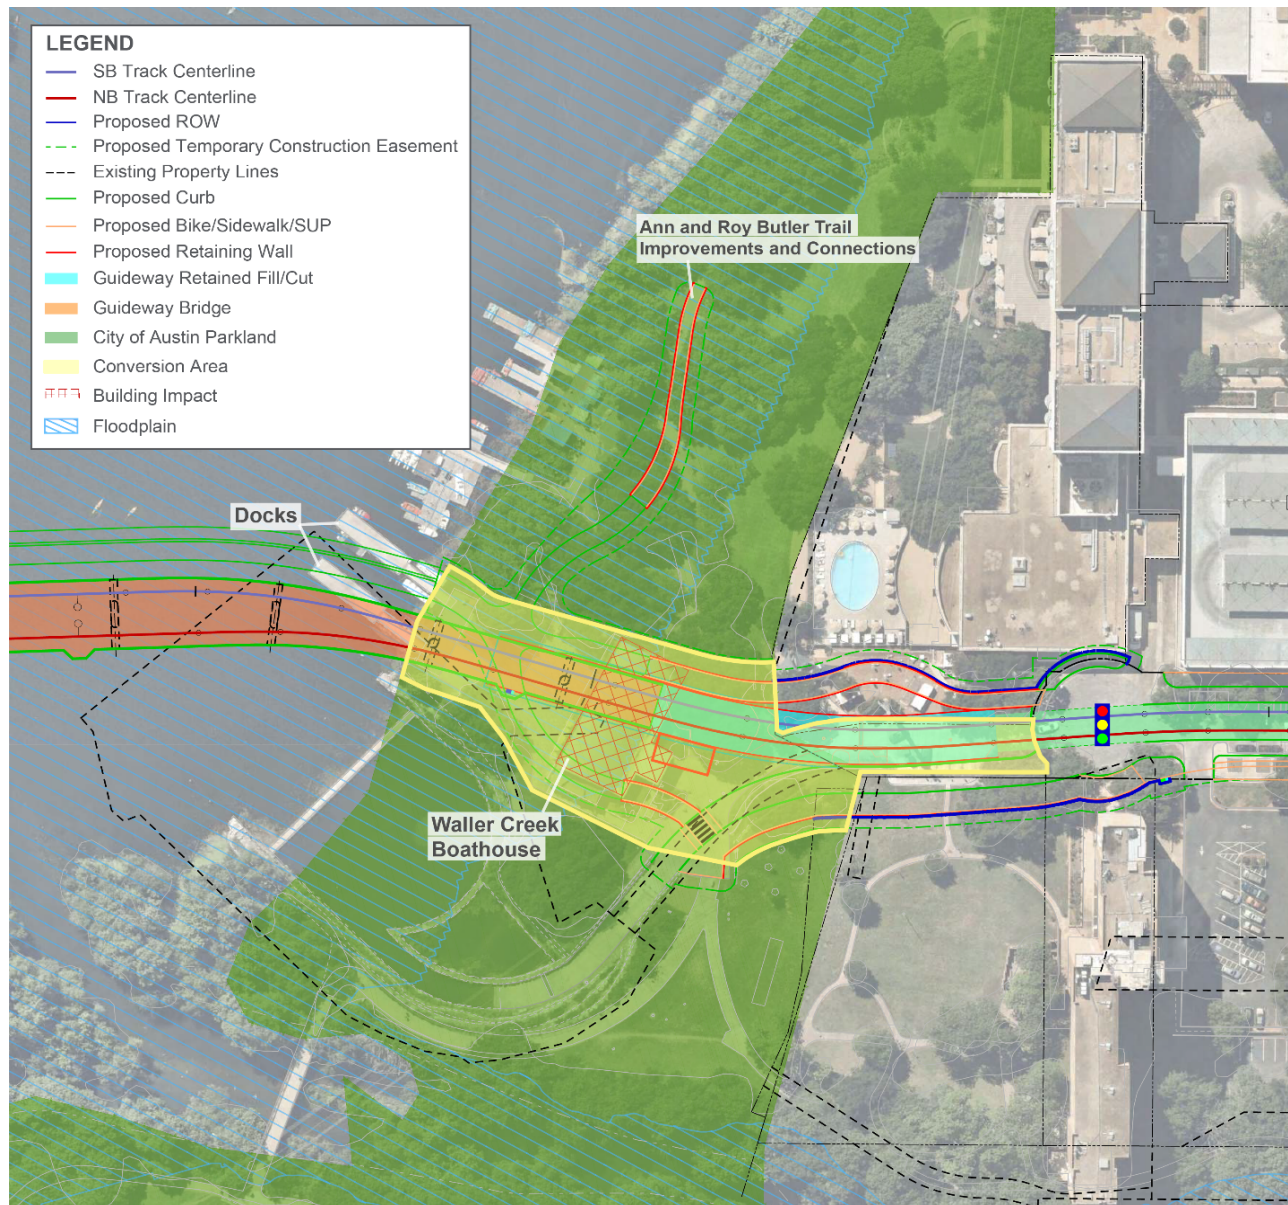 LEGEND
SB Track Centerline
NB Track Centerline
Proposed ROW
Proposed Temporary Construction Easement
Existing Property Lines
Proposed Curb
Proposed Bike/Sidewalk/SUP
Proposed Retaining Wall
Guideway Retained Fill/Cut
Guideway Bridge
City of Austin Parkland
Conversion Area
Building Impact
Floodplain
Ann and Roy Butler Trail
Improvements and Connections
Docks
Waller Creek
Boathouse